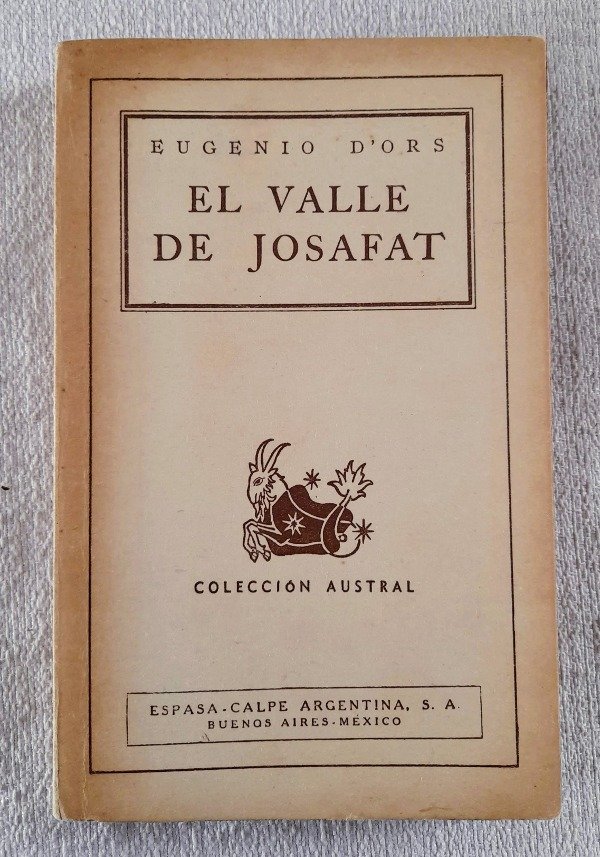 EUGENIO D'ORS
EL VALLE
DE JOSAFAT
COLECCIÓN AUSTRAL
ESPASA-CALPE ARGENTINA, S. A.
BUENOS AIRES-MÉXICO